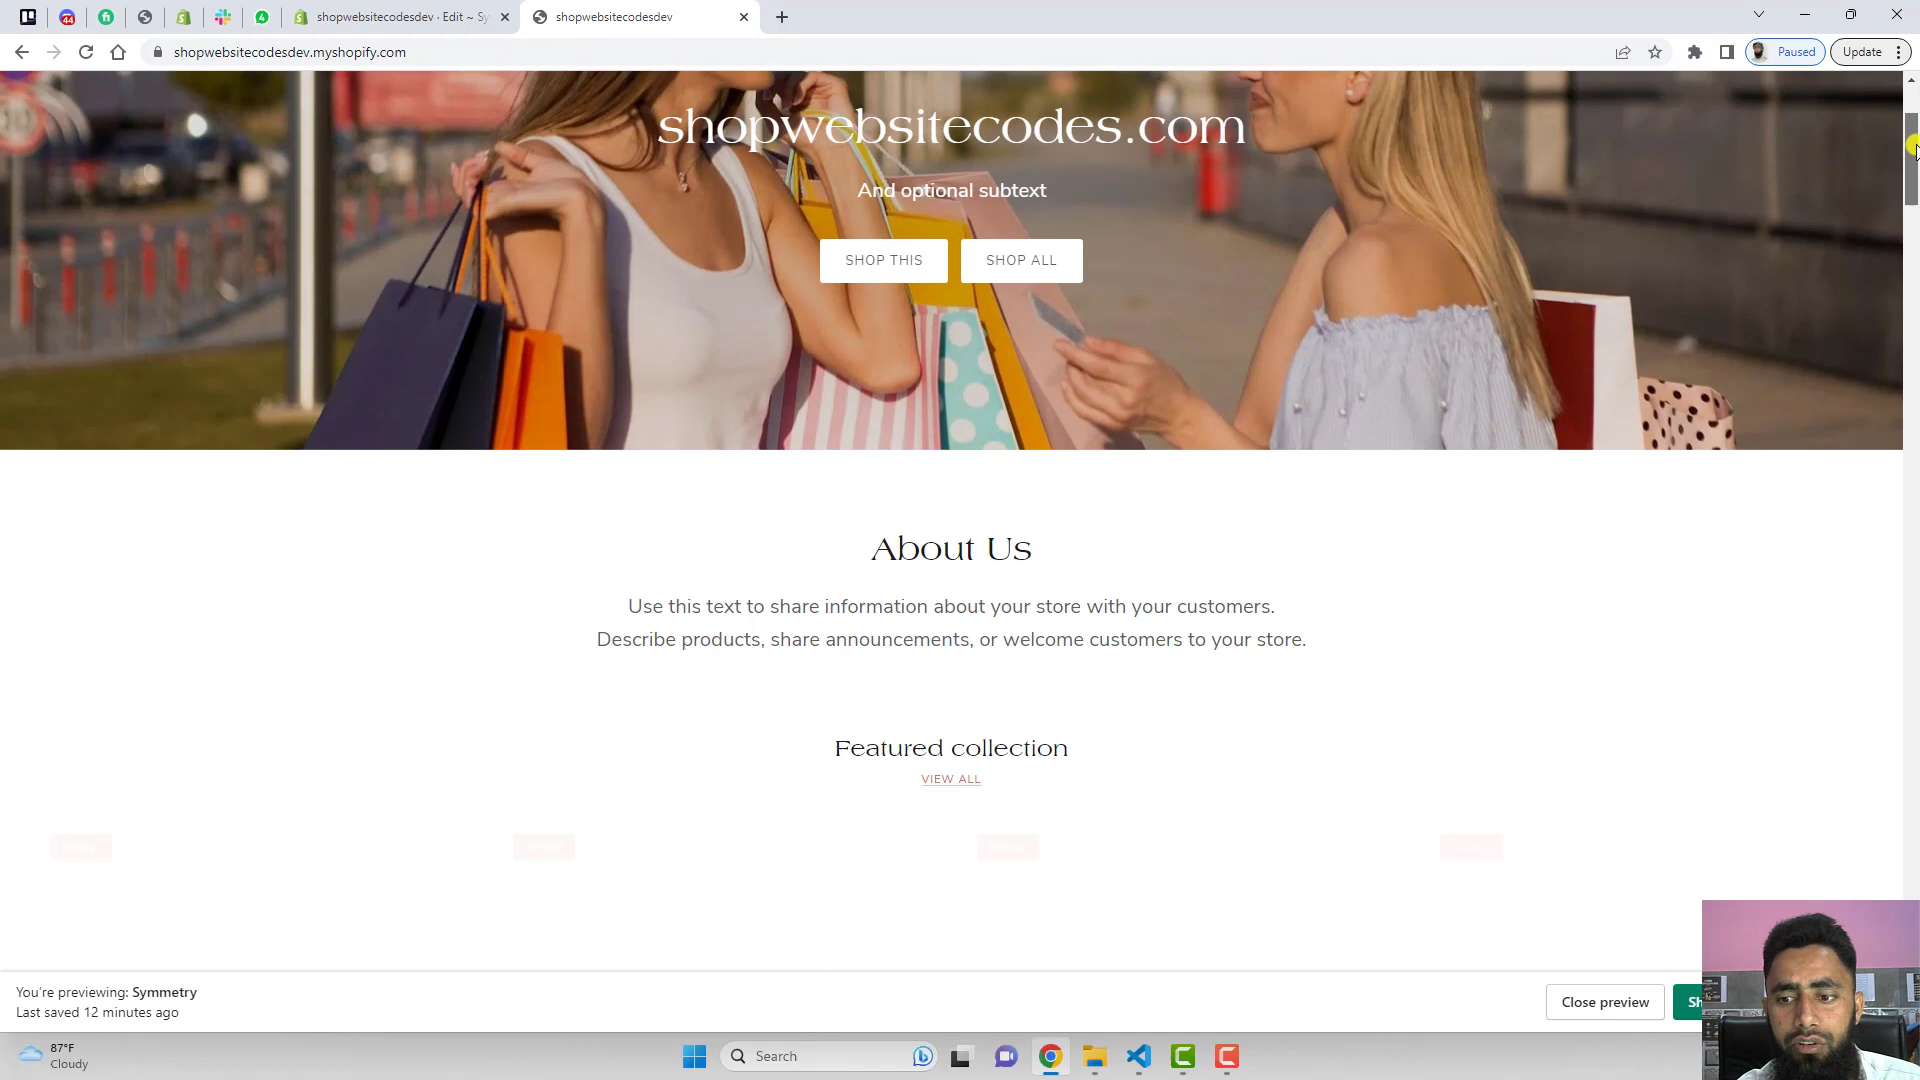 44
4
shopwebsitecodesdev · Edit ~ Sy
shopwebsitecodesdev
shopwebsitecodesdev.myshopify.com
Paused
Update
shopwebsitecodes.com
And optional subtext
SHOP THIS
SHOP ALL
About Us
Use this text to share information about your store with your customers.
Describe products, share announcements, or welcome customers to your store.
Featured collection
VIEW ALL
You're previewing: Symmetry
Last saved 12 minutes ago
Close preview
Sh
87°F
Cloudy
Search